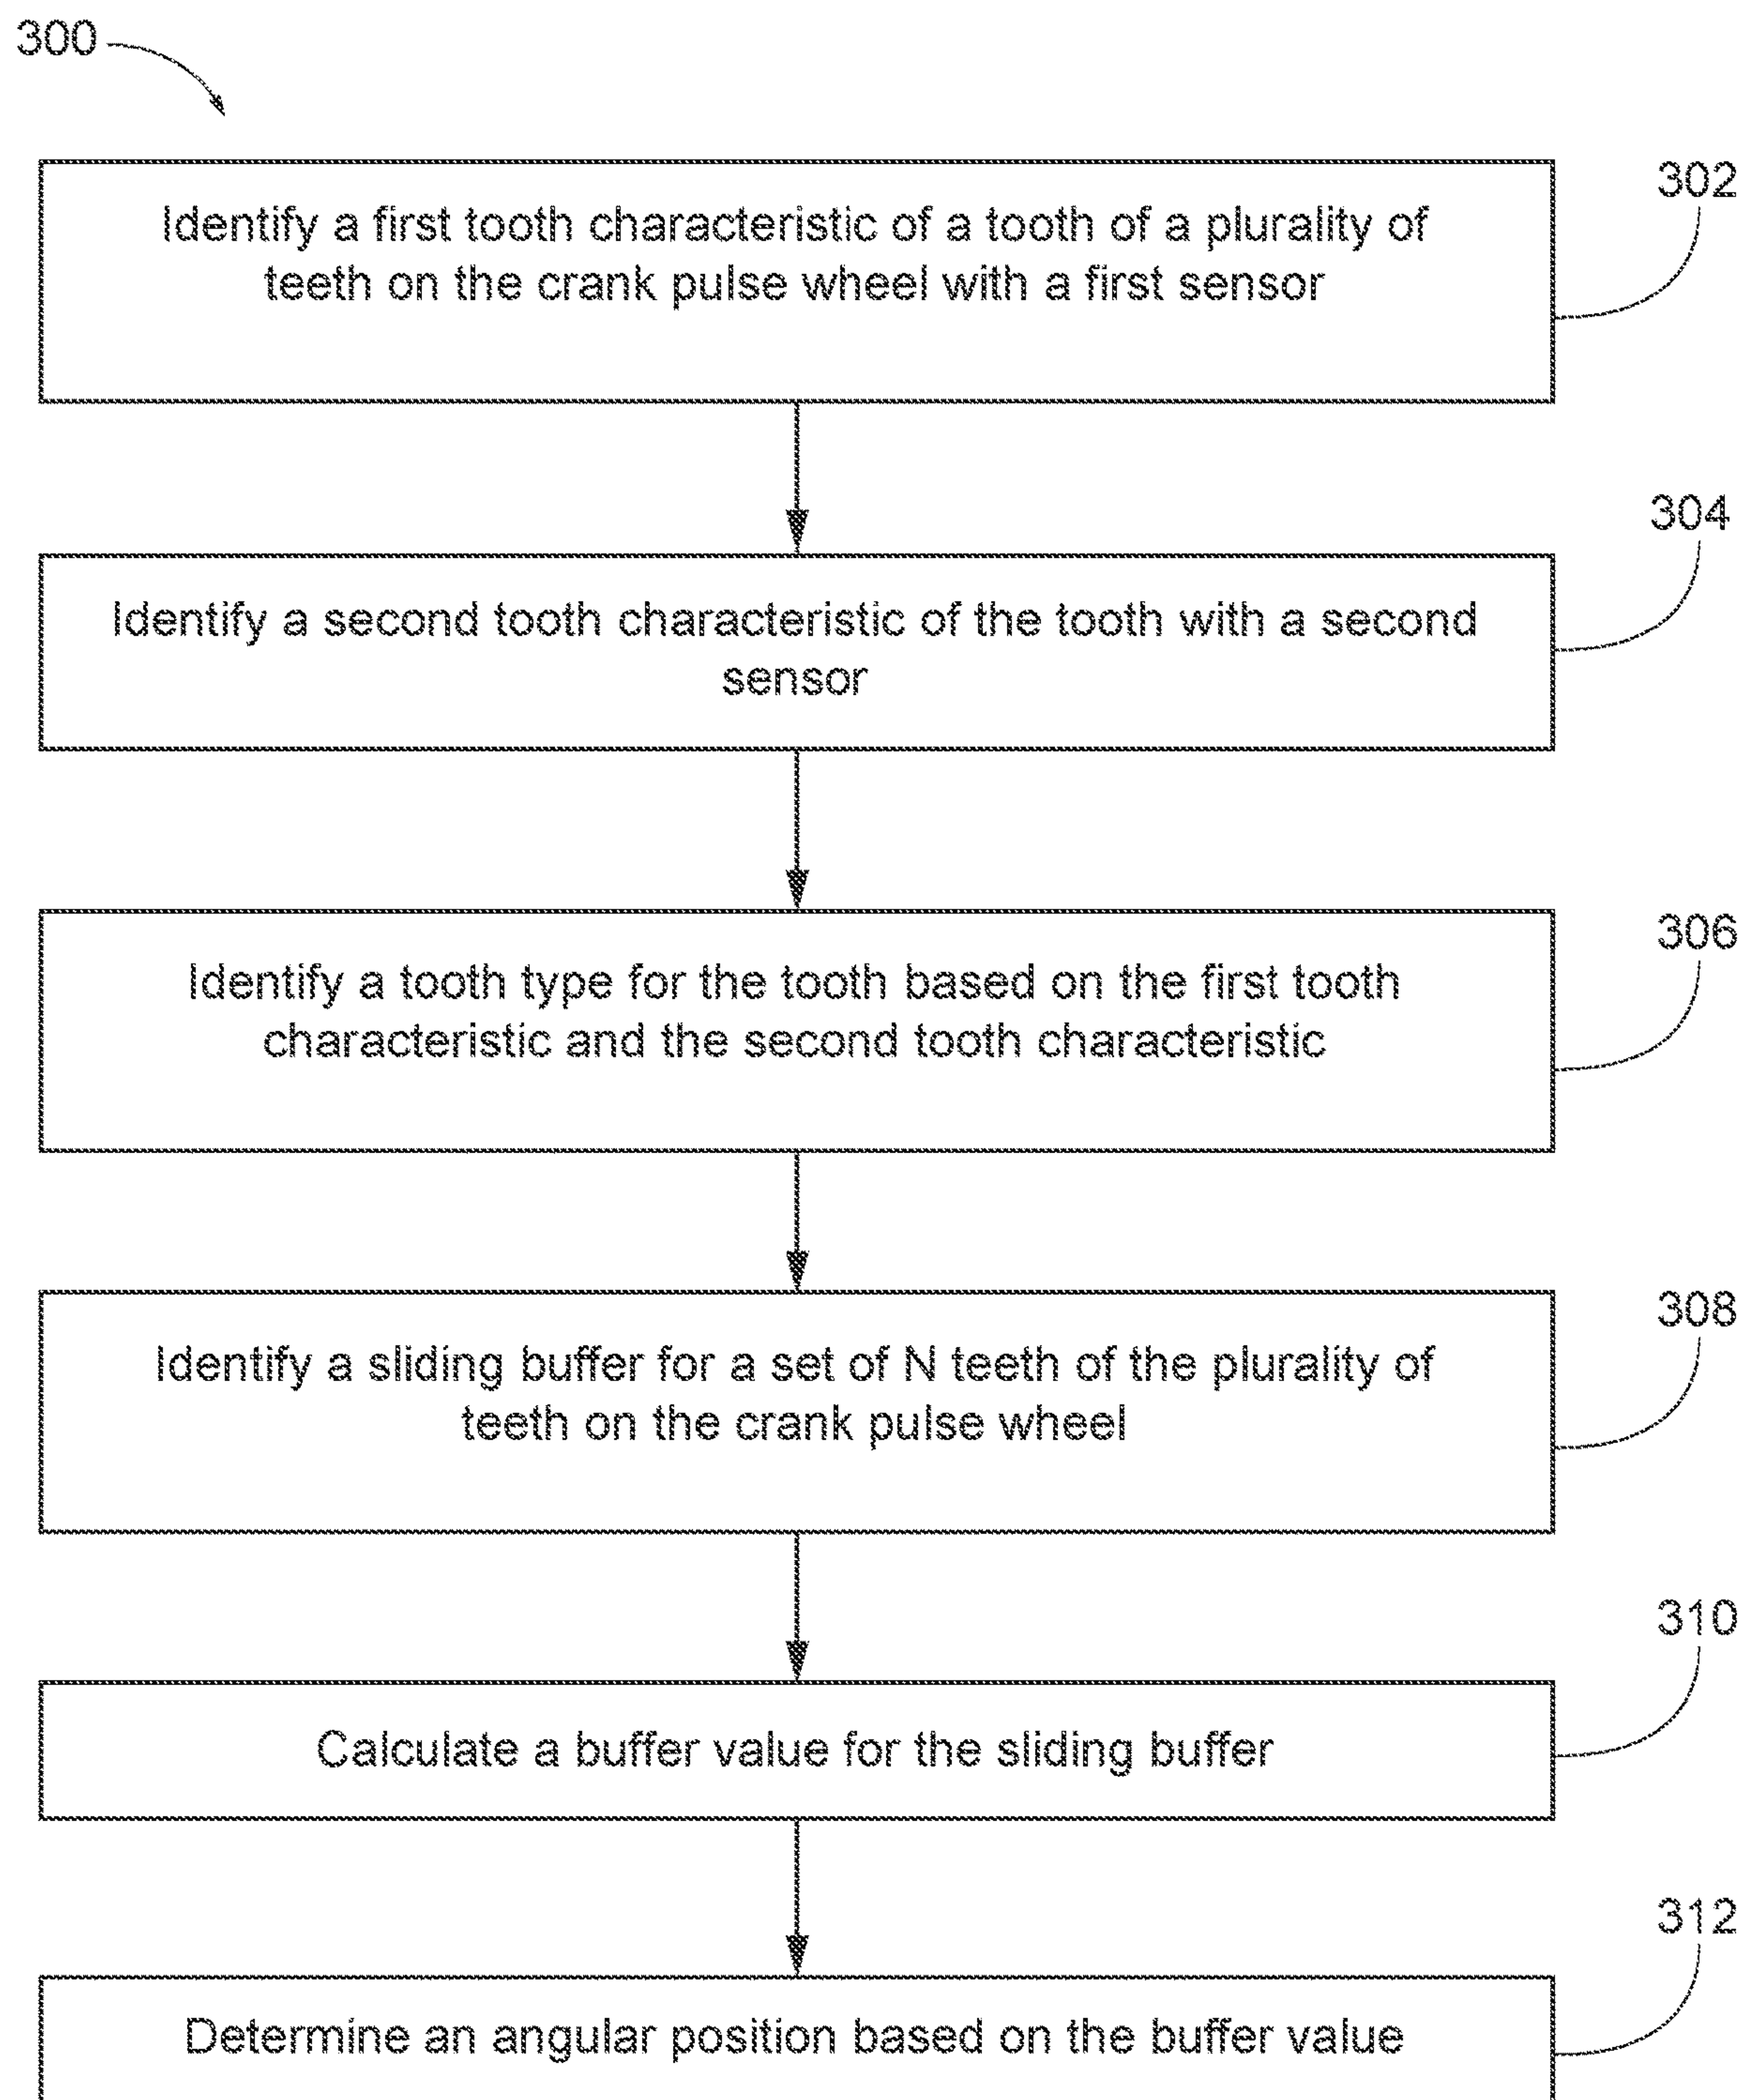 300
302
Identify a first tooth characteristic of a tooth of a plurality of
teeth on the crank pulse wheel with a first sensor
304
Identify a second tooth characteristic of the tooth with a second
sensor
306
Identify a tooth type for the tooth based on the first tooth
characteristic and the second tooth characteristic
308
Identify a sliding buffer for a set of N teeth of the plurality of
teeth on the crank pulse wheel
310
Calculate a buffer value for the sliding buffer
312
Determine an angular position based on the buffer value